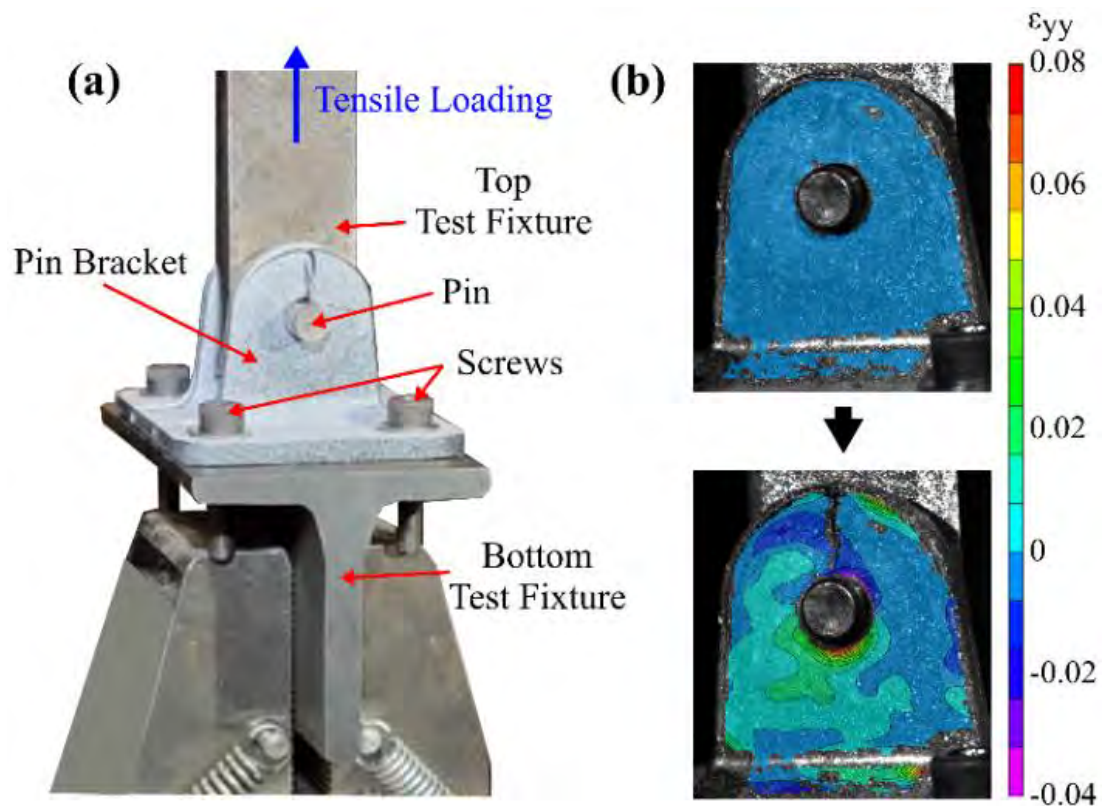 (a)
Tensile Loading
Top
Test Fixture
Pin Bracket
Pin
Screws
Bottom
Test Fixture
(b)
εyy
0.08
0.06
0.04
0.02
0
-0.02
-0.04